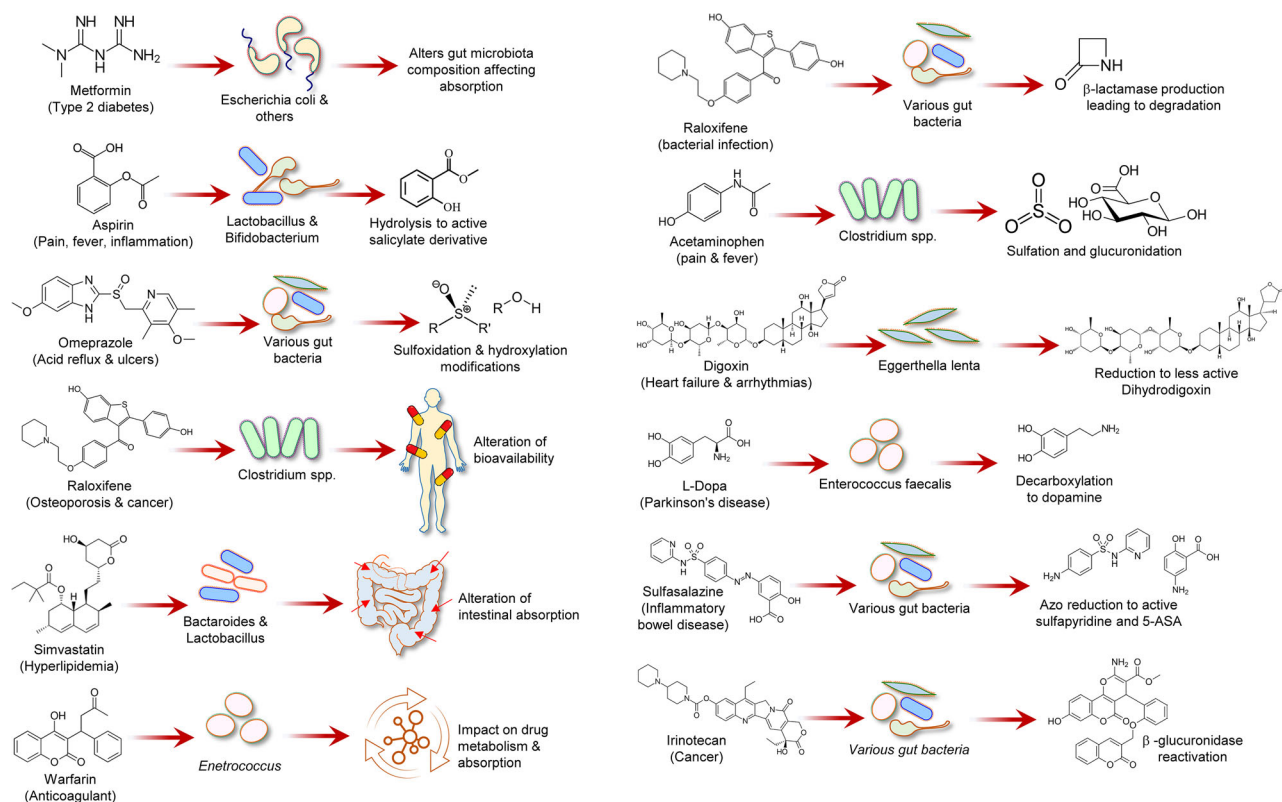 Metformin
(Type 2 diabetes)
Escherichia coli &
others
Alters gut microbiota
composition affecting
absorption
Aspirin
(Pain, fever, inflammation)
Lactobacillus &
Bifidobacterium
Hydrolysis to active
salicylate derivative
Omeprazole
(Acid reflux & ulcers)
Various gut
bacteria
Sulfoxidation & hydroxylation
modifications
Raloxifene
(Osteoporosis & cancer)
Clostridium spp.
Alteration of
bioavailability
Simvastatin
(Hyperlipidemia)
Bactaroides &
Lactobacillus
Alteration of
intestinal absorption
Warfarin
(Anticoagulant)
Enetrococcus
Impact on drug
metabolism &
absorption
Raloxifene
(bacterial infection)
Various gut
bacteria
β-lactamase production
leading to degradation
Acetaminophen
(pain & fever)
Clostridium spp.
Sulfation and glucuronidation
Digoxin
(Heart failure & arrhythmias)
Eggerthella lenta
Reduction to less active
Dihydrodigoxin
L-Dopa
(Parkinson's disease)
Enterococcus faecalis
Decarboxylation
to dopamine
Sulfasalazine
(Inflammatory
bowel disease)
Various gut bacteria
Azo reduction to active
sulfapyridine and 5-ASA
Irinotecan
(Cancer)
Various gut bacteria
β -glucuronidase
reactivation